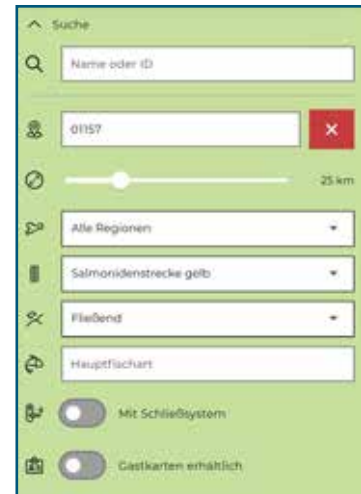 Suche
Name oder ID
01157
25 km
Alle Regionen
Salmonidenstrecke gelb
Fließend
Hauptfischart
Mit Schließsystem
Gastkarten erhältlich